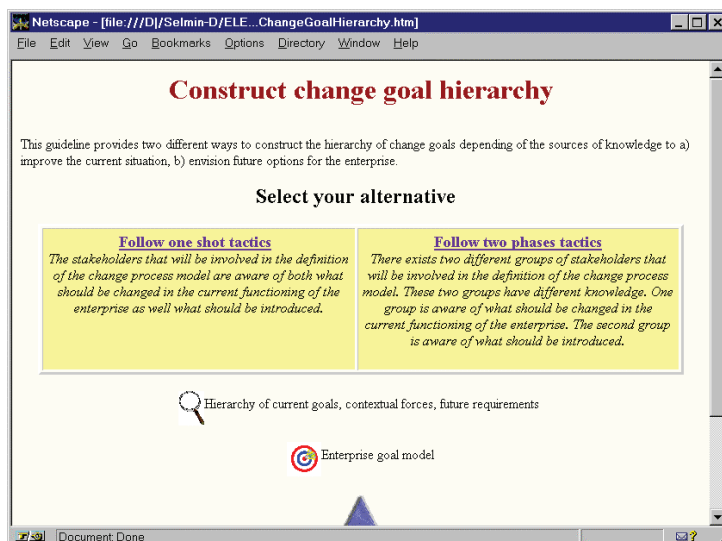 Netscape - [file:///D|/Selmin-D/ELE...ChangeGoalHierarchy.htm]
File Edit View Go Bookmarks Options Directory Window Help
Construct change goal hierarchy
This guideline provides two different ways to construct the hierarchy of change goals depending of the sources of knowledge to a)
improve the current situation, b) envision future options for the enterprise.
Select your alternative
Follow one shot tactics
The stakeholders that will be involved in the definition
of the change process model are aware of both what
should be changed in the current functioning of the
enterprise as well what should be introduced.
Follow two phases tactics
There exists two different groups of stakeholders that
will be involved in the definition of the change process
model. These two groups have different knowledge. One
group is aware of what should be changed in the
current functioning of the enterprise. The second group
is aware of what should be introduced.
Hierarchy of current goals, contextual forces, future requirements
Enterprise goal model
Document: Done